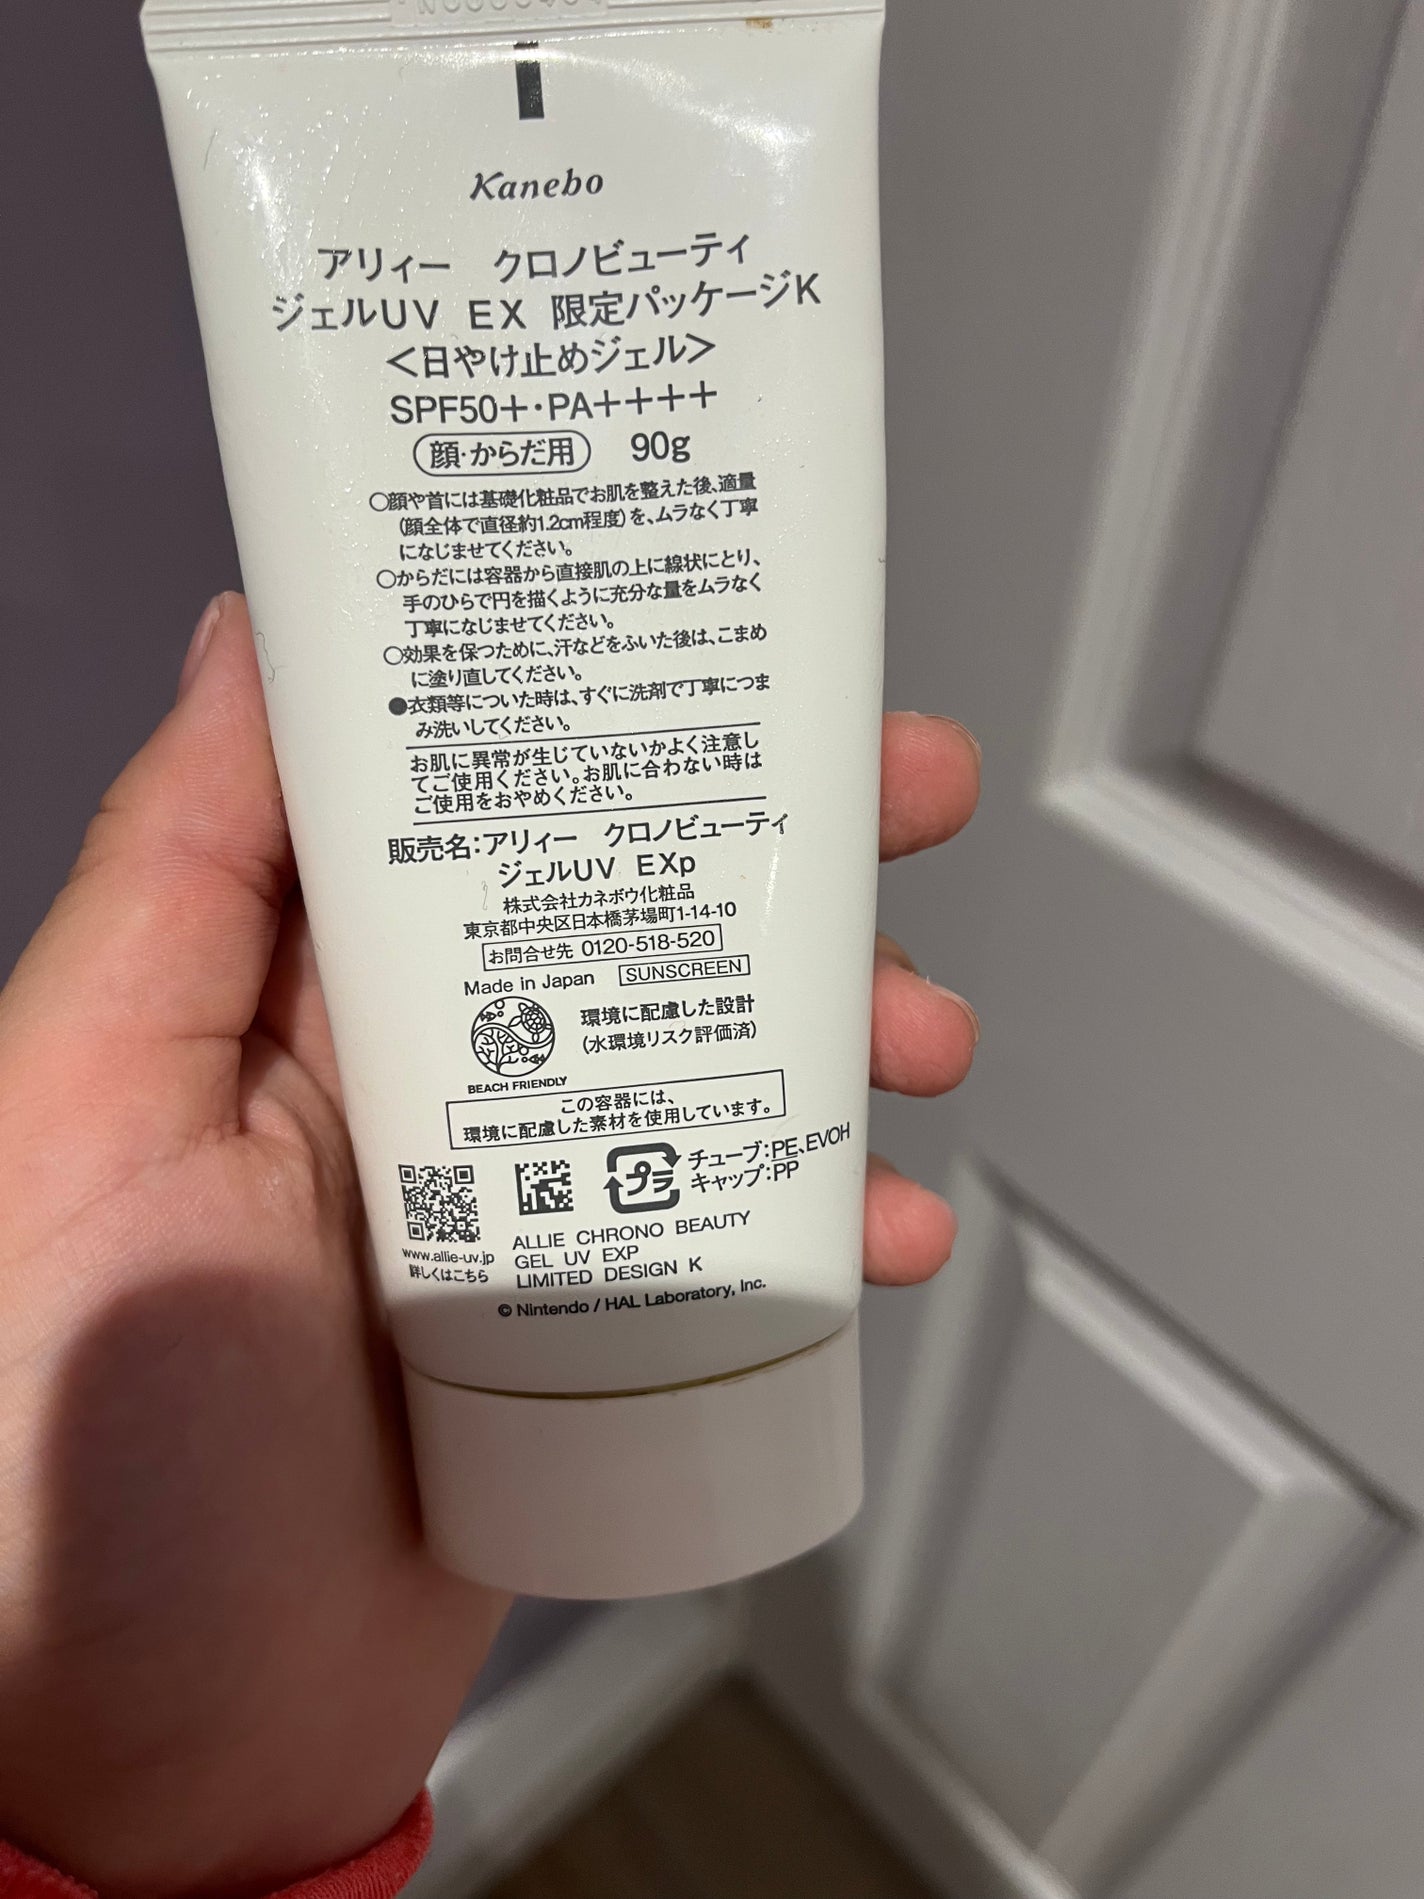 Kanebo
アリィー　クロノビューティ
ジェルUV EX 限定パッケージK
＜日やけ止めジェル＞
SPF50＋・PA＋＋＋＋
顔・からだ用 90g
○顔や首には基礎化粧品でお肌を整えた後、適量
（顔全体で直径約1.2cm程度）を、ムラなく丁寧
になじませてください。
○からだには容器から直接肌の上に線状にとり、
手のひらで円を描くように充分な量をムラなく
丁寧になじませてください。
○効果を保つために、汗などをふいた後は、こまめ
に塗り直してください。
●衣類等についた時は、すぐに洗剤で丁寧につま
み洗いしてください。
お肌に異常が生じていないかよく注意し
てご使用ください。お肌に合わない時は
ご使用をおやめください。
販売名：アリィー　クロノビューティ
ジェルUV EXp
株式会社カネボウ化粧品
東京都中央区日本橋茅場町1-14-10
お問合せ先 0120-518-520
Made in Japan SUNSCREEN
環境に配慮した設計
（水環境リスク評価済）
BEACH FRIENDLY
この容器には、
環境に配慮した素材を使用しています。
プラ
チューブ：PE、EVOH
キャップ：PP
www.allie-uv.jp
詳しくはこちら
ALLIE CHRONO BEAUTY
GEL UV EXP
LIMITED DESIGN K
© Nintendo / HAL Laboratory, Inc.